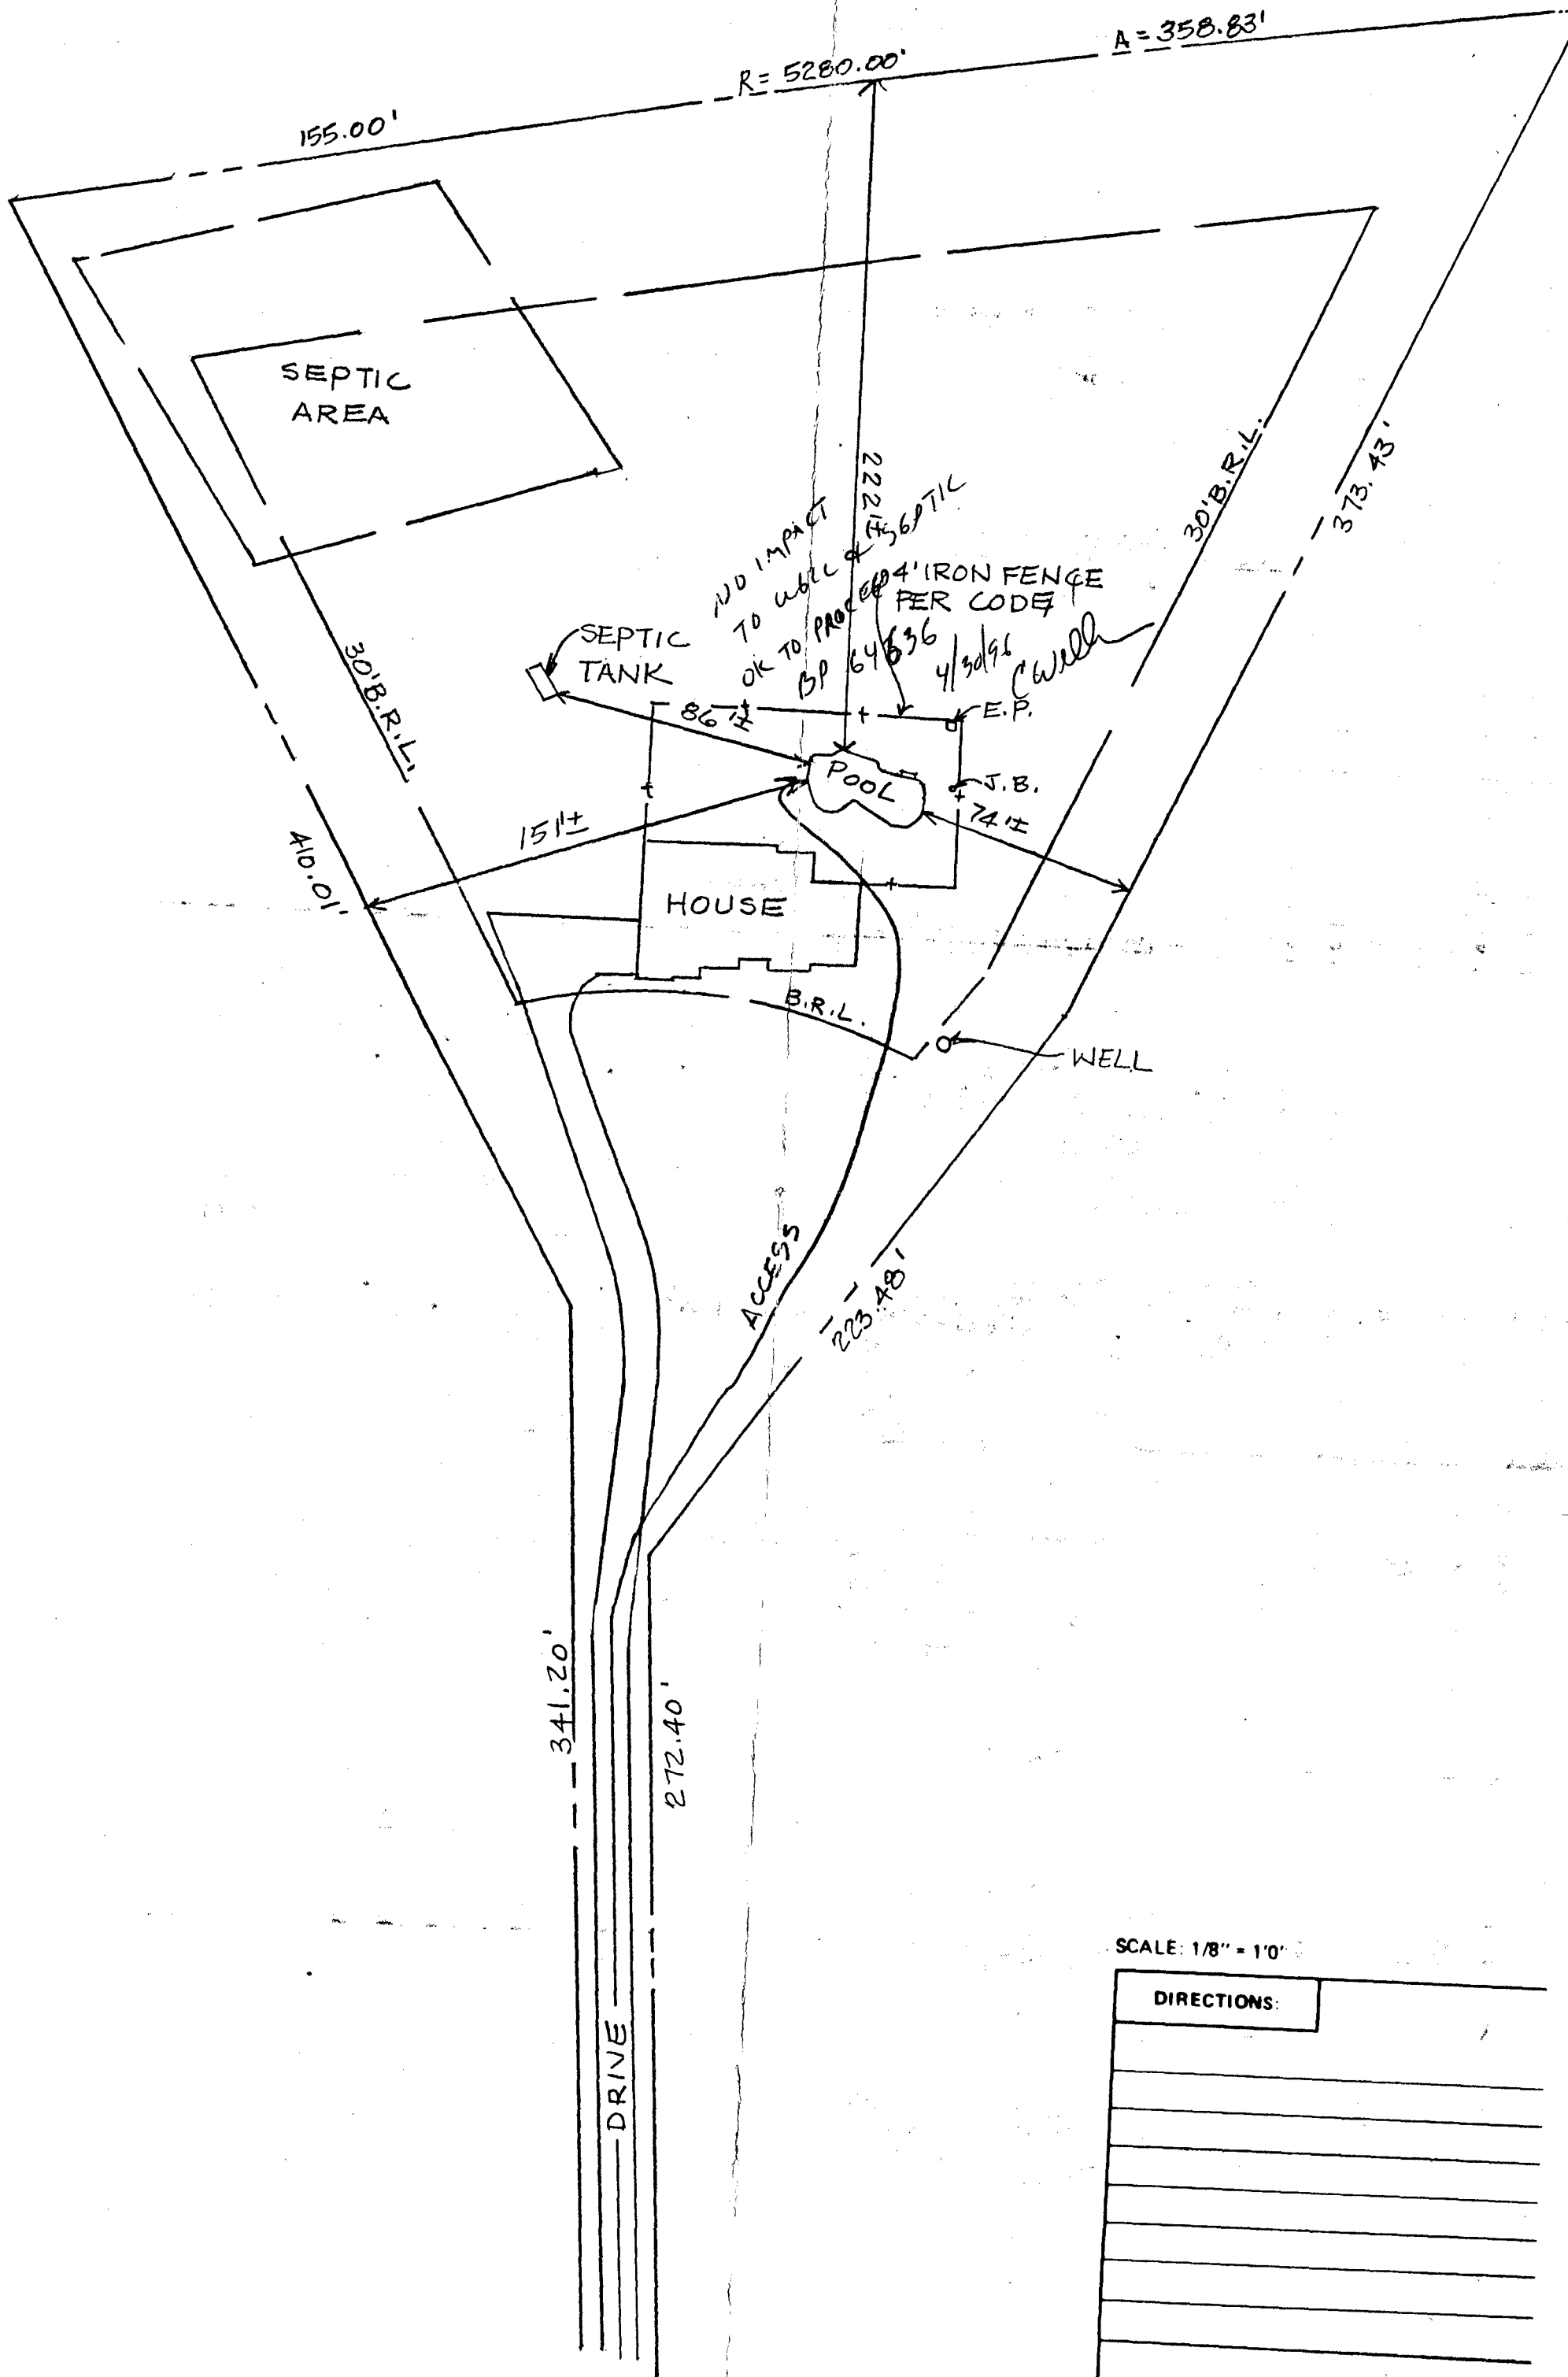 A = 358.83'
R = 5280.00'
155.00'
SEPTIC
AREA
222'±
30' B.R.L.
373.43'
NO IMPACT
TO WELL & SEPTIC
OK TO PROCEED
BP 64636
4/30/96
4' IRON FENCE
PER CODE
SEPTIC
TANK
86'±
E.P.
30' B.R.L.
POOL
J.B.
151'±
74'±
410.01'
HOUSE
B.R.L.
WELL
ACCESS
223.48'
341.20'
272.40'
DRIVE
SCALE: 1/8" = 1'0"
DIRECTIONS: